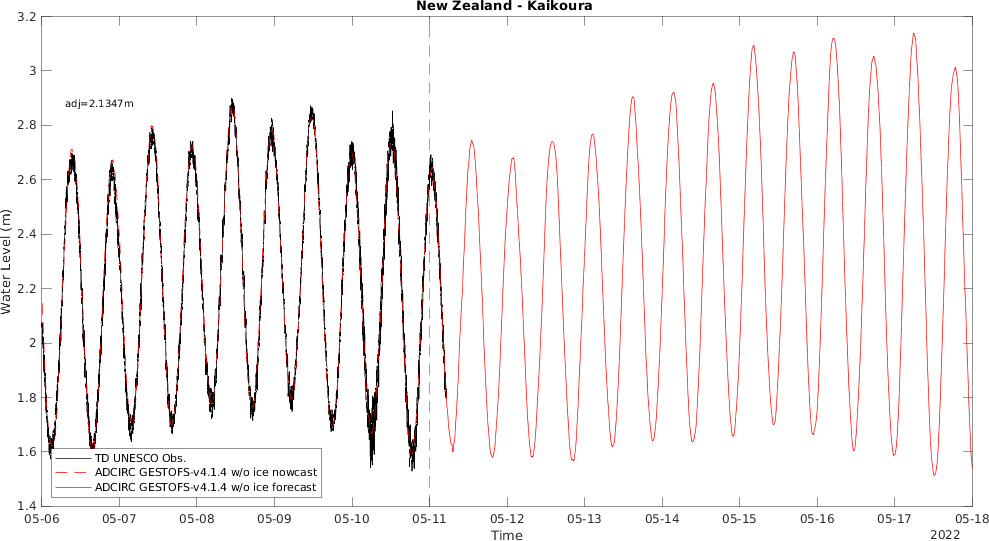 New Zealand - Kaikoura
3.2
3
2.8
2.6
2.4
2.2
2
1.8
1.6
1.4
Water Level (m)
adj=2.1347m
TD UNESCO Obs.
ADCIRC GESTOFS-v4.1.4 w/o ice nowcast
ADCIRC GESTOFS-v4.1.4 w/o ice forecast
05-06 05-07 05-08 05-09 05-10 05-11 05-12 05-13 05-14 05-15 05-16 05-17 05-18
Time
2022